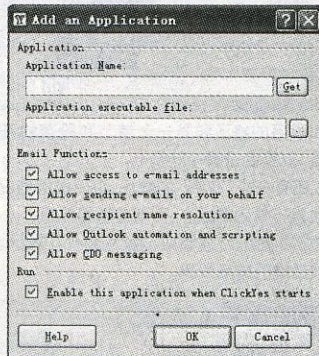 Add an Application
Application
Application Name:
Get
Application executable file:
...
Email Functions
Allow access to e-mail addresses
Allow sending e-mails on your behalf
Allow recipient name resolution
Allow Outlook automation and scripting
Allow CDO messaging
Run
Enable this application when ClickYes starts
Help
OK
Cancel